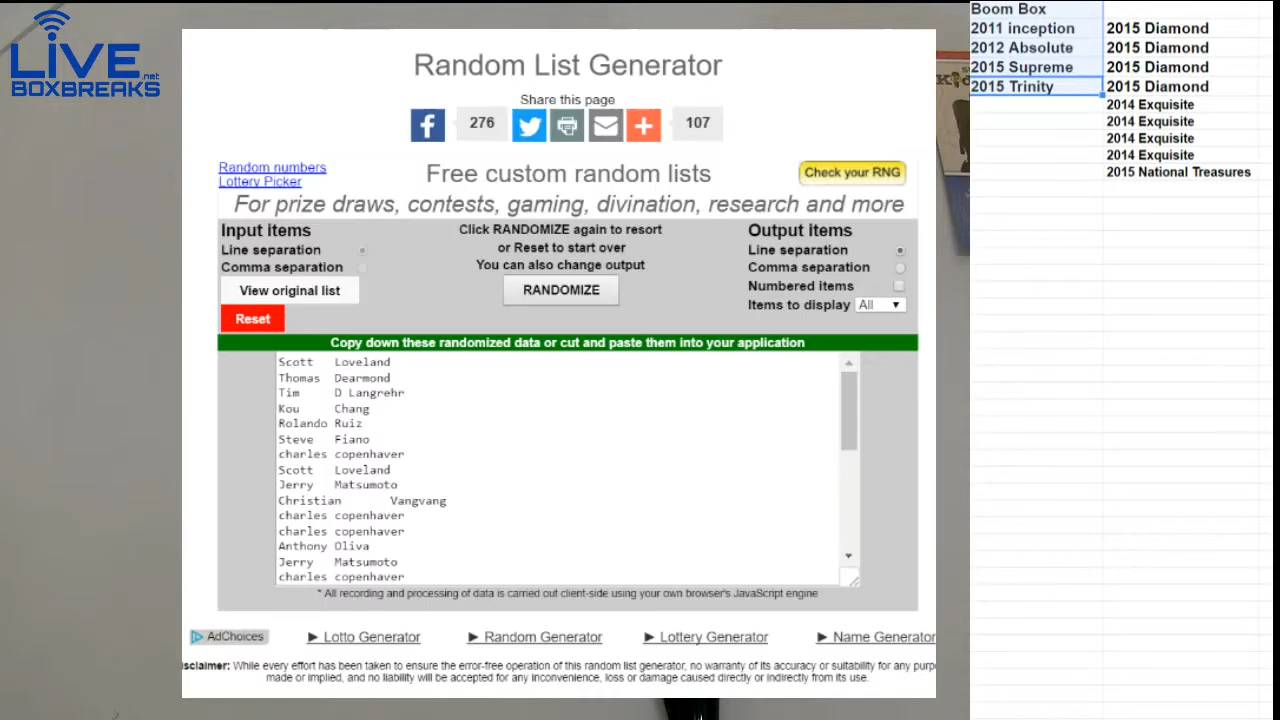 LIVE
.net
BOXBREAKS
Random List Generator
Share this page
276
107
Random numbers
Lottery Picker
Free custom random lists
Check your RNG
For prize draws, contests, gaming, divination, research and more
Input items
Line separation
Comma separation
View original list
Reset
Click RANDOMIZE again to resort
or Reset to start over
You can also change output
RANDOMIZE
Output items
Line separation
Comma separation
Numbered items
Items to display All
Copy down these randomized data or cut and paste them into your application
Scott Loveland
Thomas Dearmond
Tim D Langrehr
Kou Chang
Rolando Ruiz
Steve Fiano
charles copenhaver
Scott Loveland
Jerry Matsumoto
Christian Vangvang
charles copenhaver
charles copenhaver
Anthony Oliva
Jerry Matsumoto
charles copenhaver
* All recording and processing of data is carried out client-side using your own browser's JavaScript engine
AdChoices
Lotto Generator
Random Generator
Lottery Generator
Name Generator
isclaimer: While every effort has been taken to ensure the error-free operation of this random list generator, no warranty of its accuracy or suitability for any purp
made or implied, and no liability will be accepted for any inconvenience, loss or damage caused directly or indirectly from its use.
Boom Box
2011 inception 2015 Diamond
2012 Absolute 2015 Diamond
2015 Supreme 2015 Diamond
2015 Trinity 2015 Diamond
2014 Exquisite
2014 Exquisite
2014 Exquisite
2014 Exquisite
2015 National Treasures